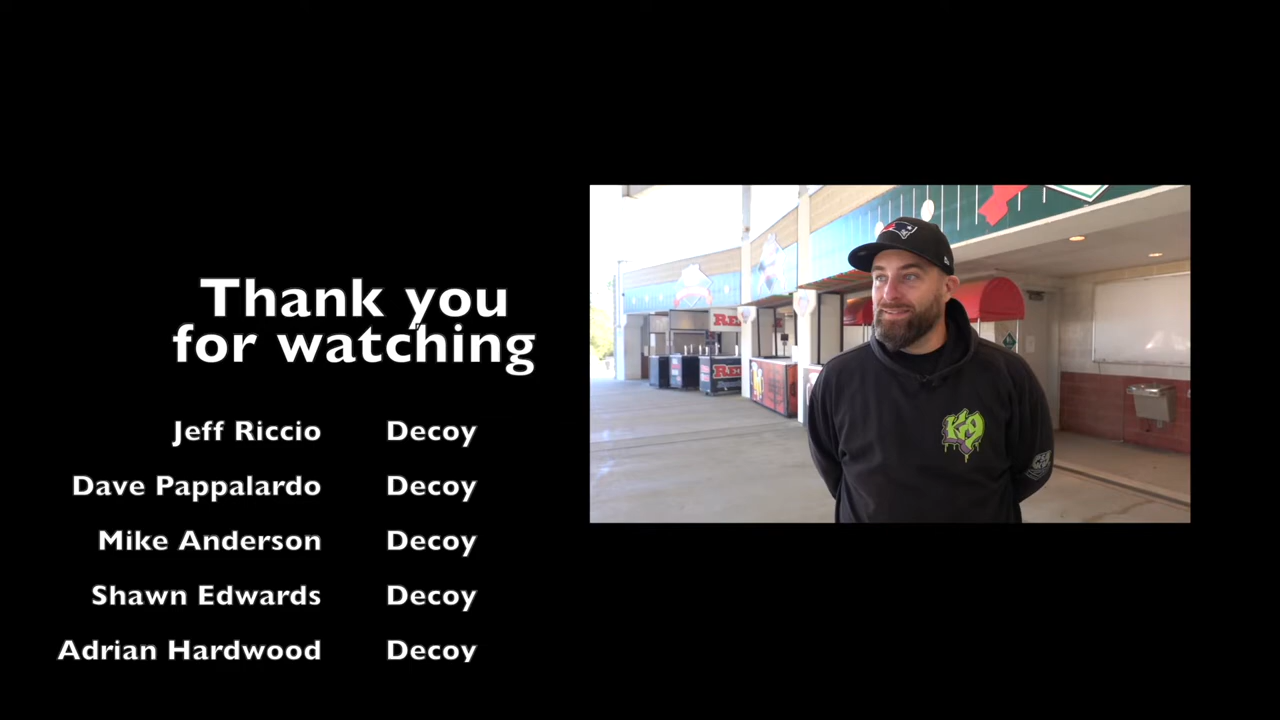 Thank you
for watching
Jeff Riccio Decoy
Dave Pappalardo Decoy
Mike Anderson Decoy
Shawn Edwards Decoy
Adrian Hardwood Decoy
K9